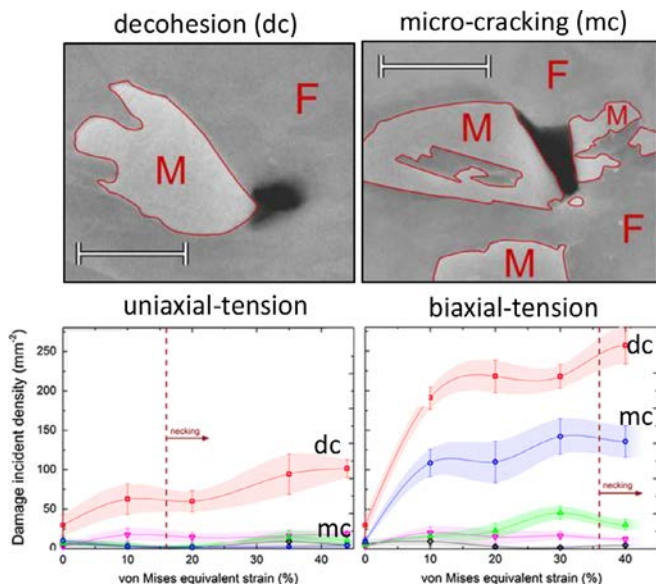 decohesion (dc)
micro-cracking (mc)
F
M
F
M
M
F
M
uniaxial-tension
biaxial-tension
Damage incident density (mm-2)
250
200
150
100
50
0
necking
dc
mc
0 10 20 30 40
von Mises equivalent strain (%)
dc
mc
necking
0 10 20 30 40
von Mises equivalent strain (%)